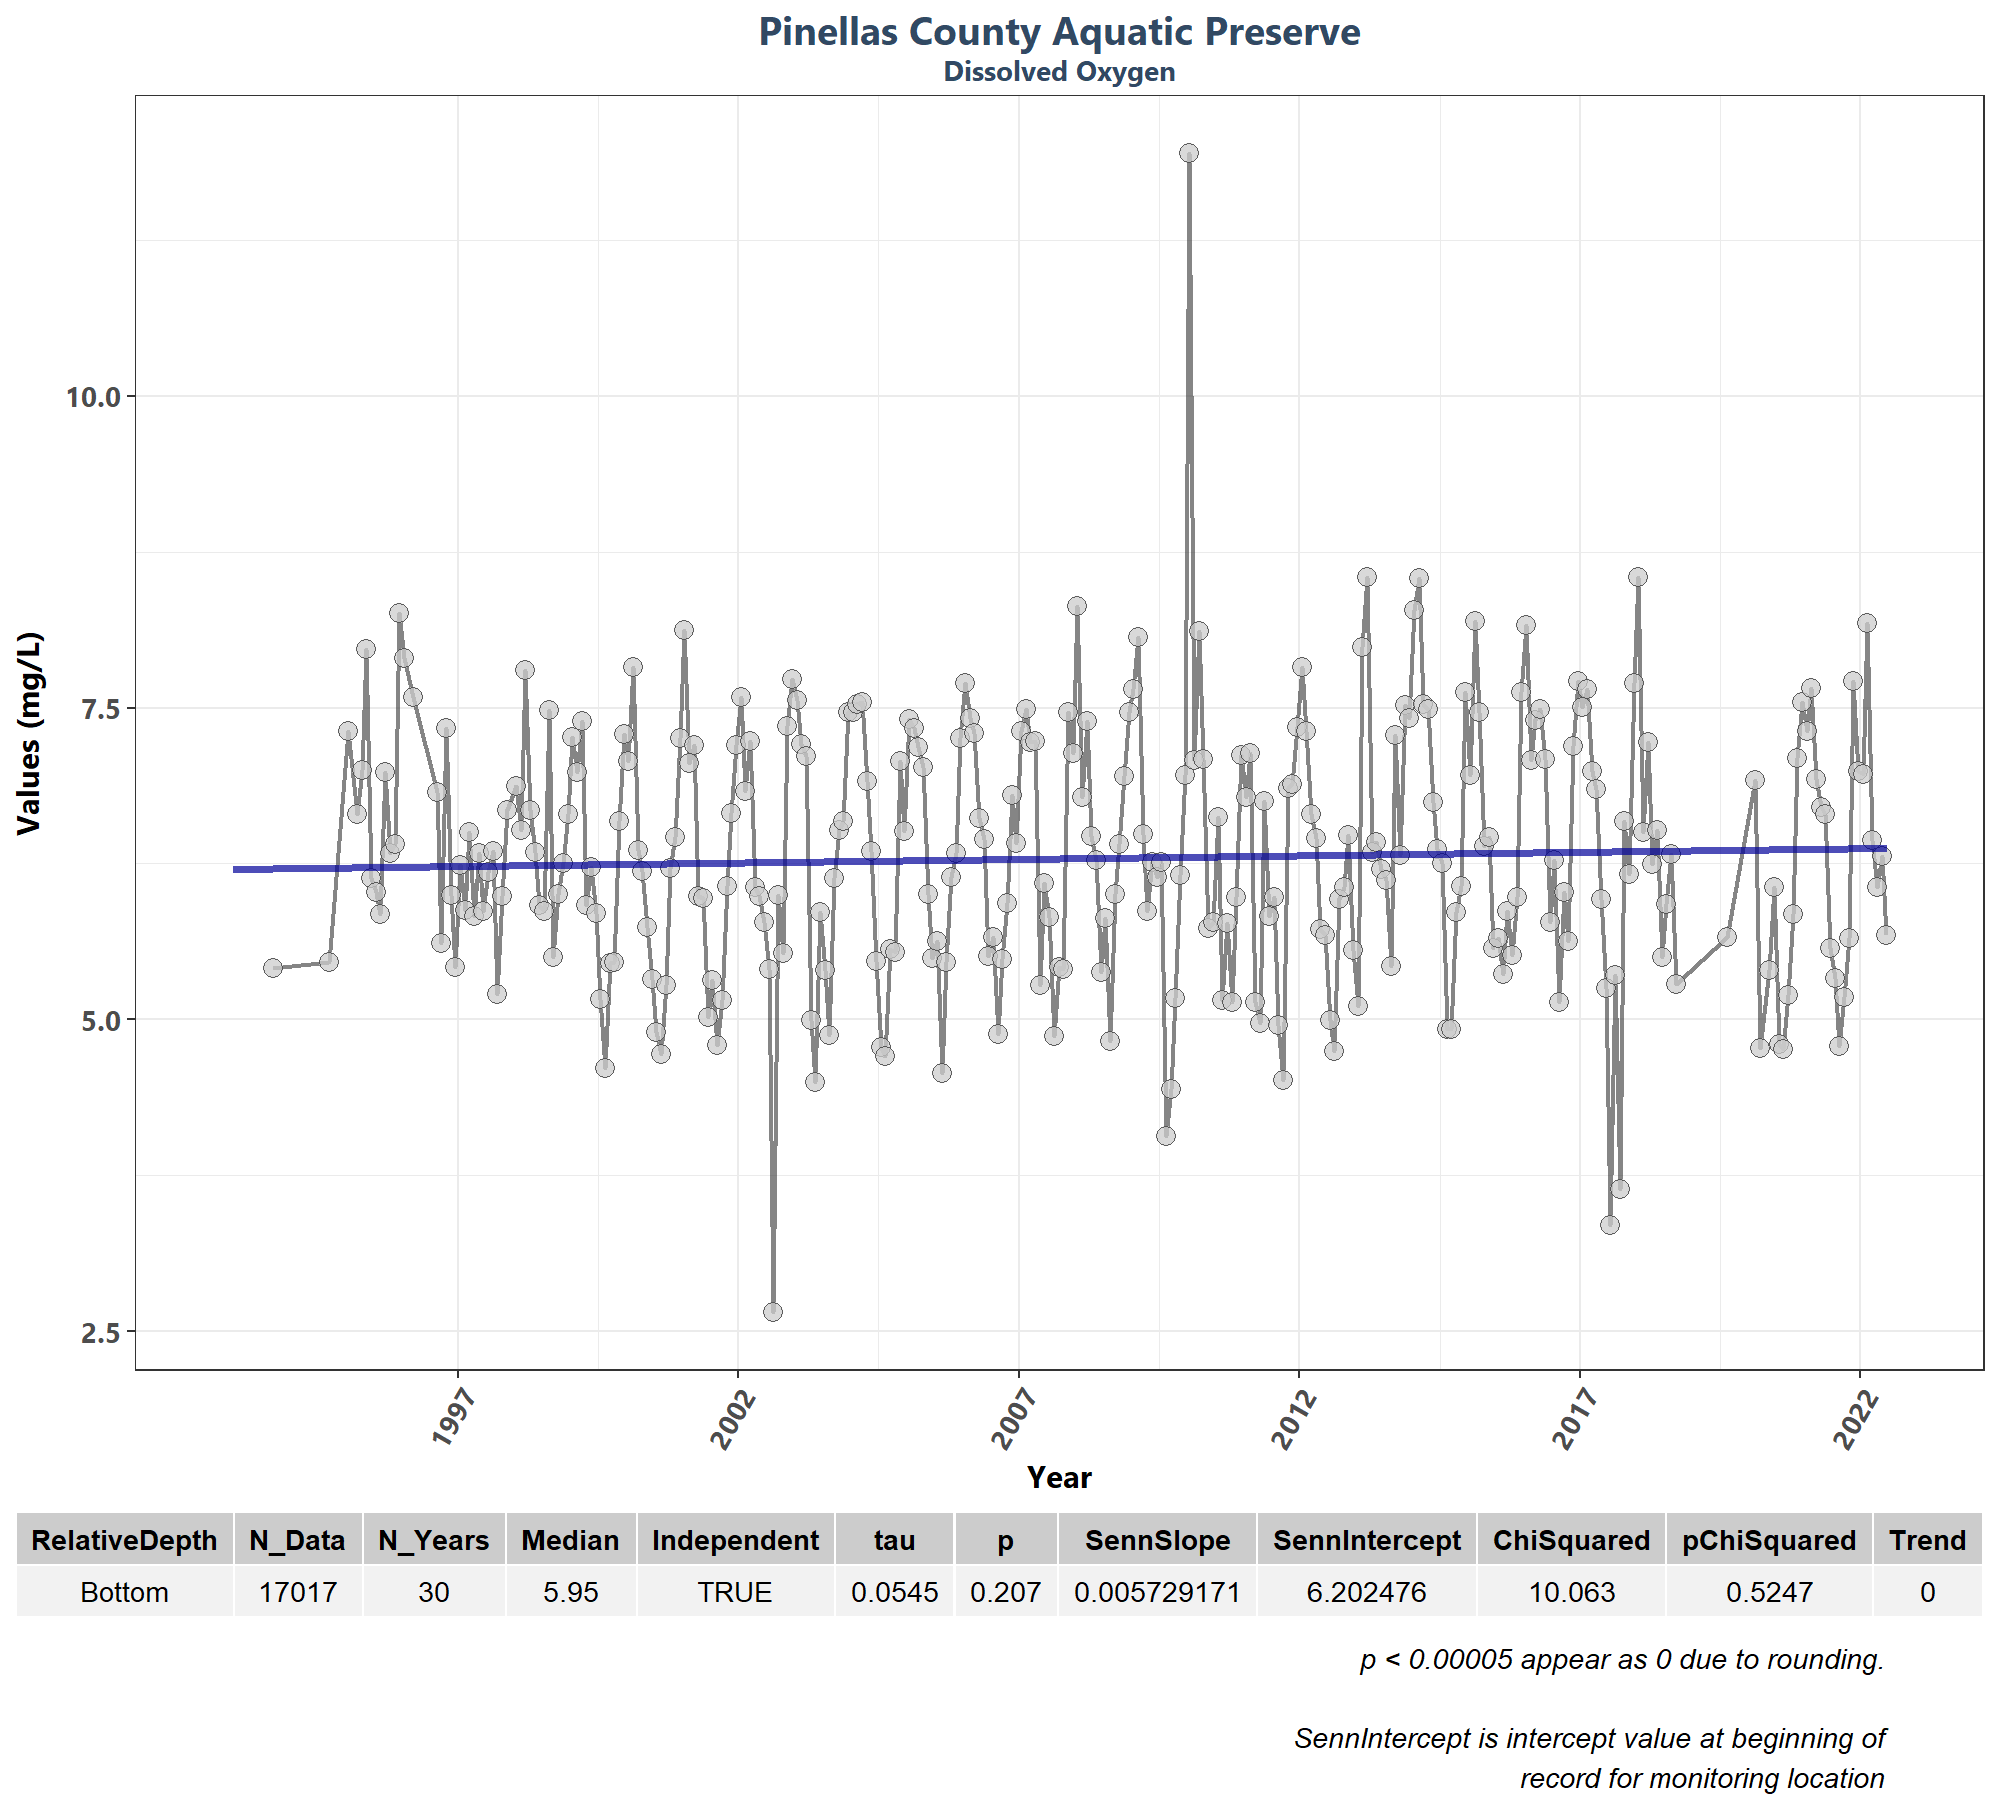 Pinellas County Aquatic Preserve
Dissolved Oxygen
Values (mg/L)
10.0
7.5
5.0
2.5
1997 2002 2007 2012 2017 2022
Year
RelativeDepth N_Data N_Years Median Independent tau p SennSlope SennIntercept ChiSquared pChiSquared Trend
Bottom 17017 30 5.95 TRUE 0.0545 0.207 0.005729171 6.202476 10.063 0.5247 0
p < 0.00005 appear as 0 due to rounding.
SennIntercept is intercept value at beginning of
record for monitoring location